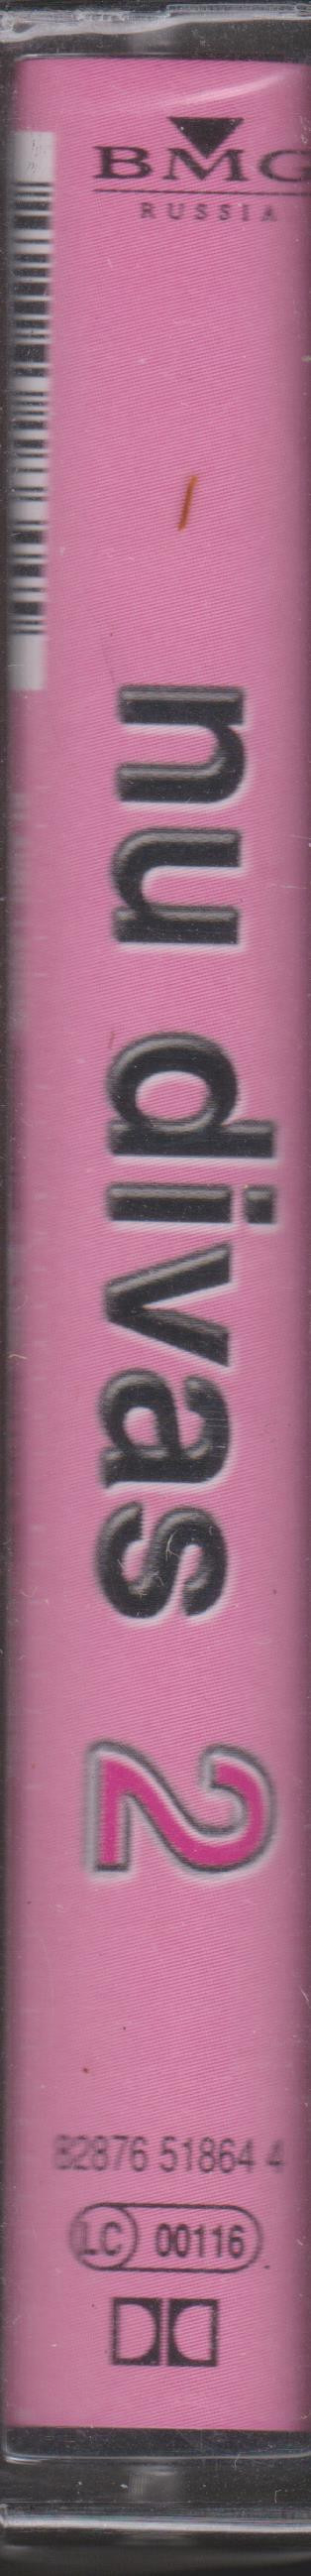 BMG
RUSSIA
nu divas 2
82876 51864 4
LC 00116